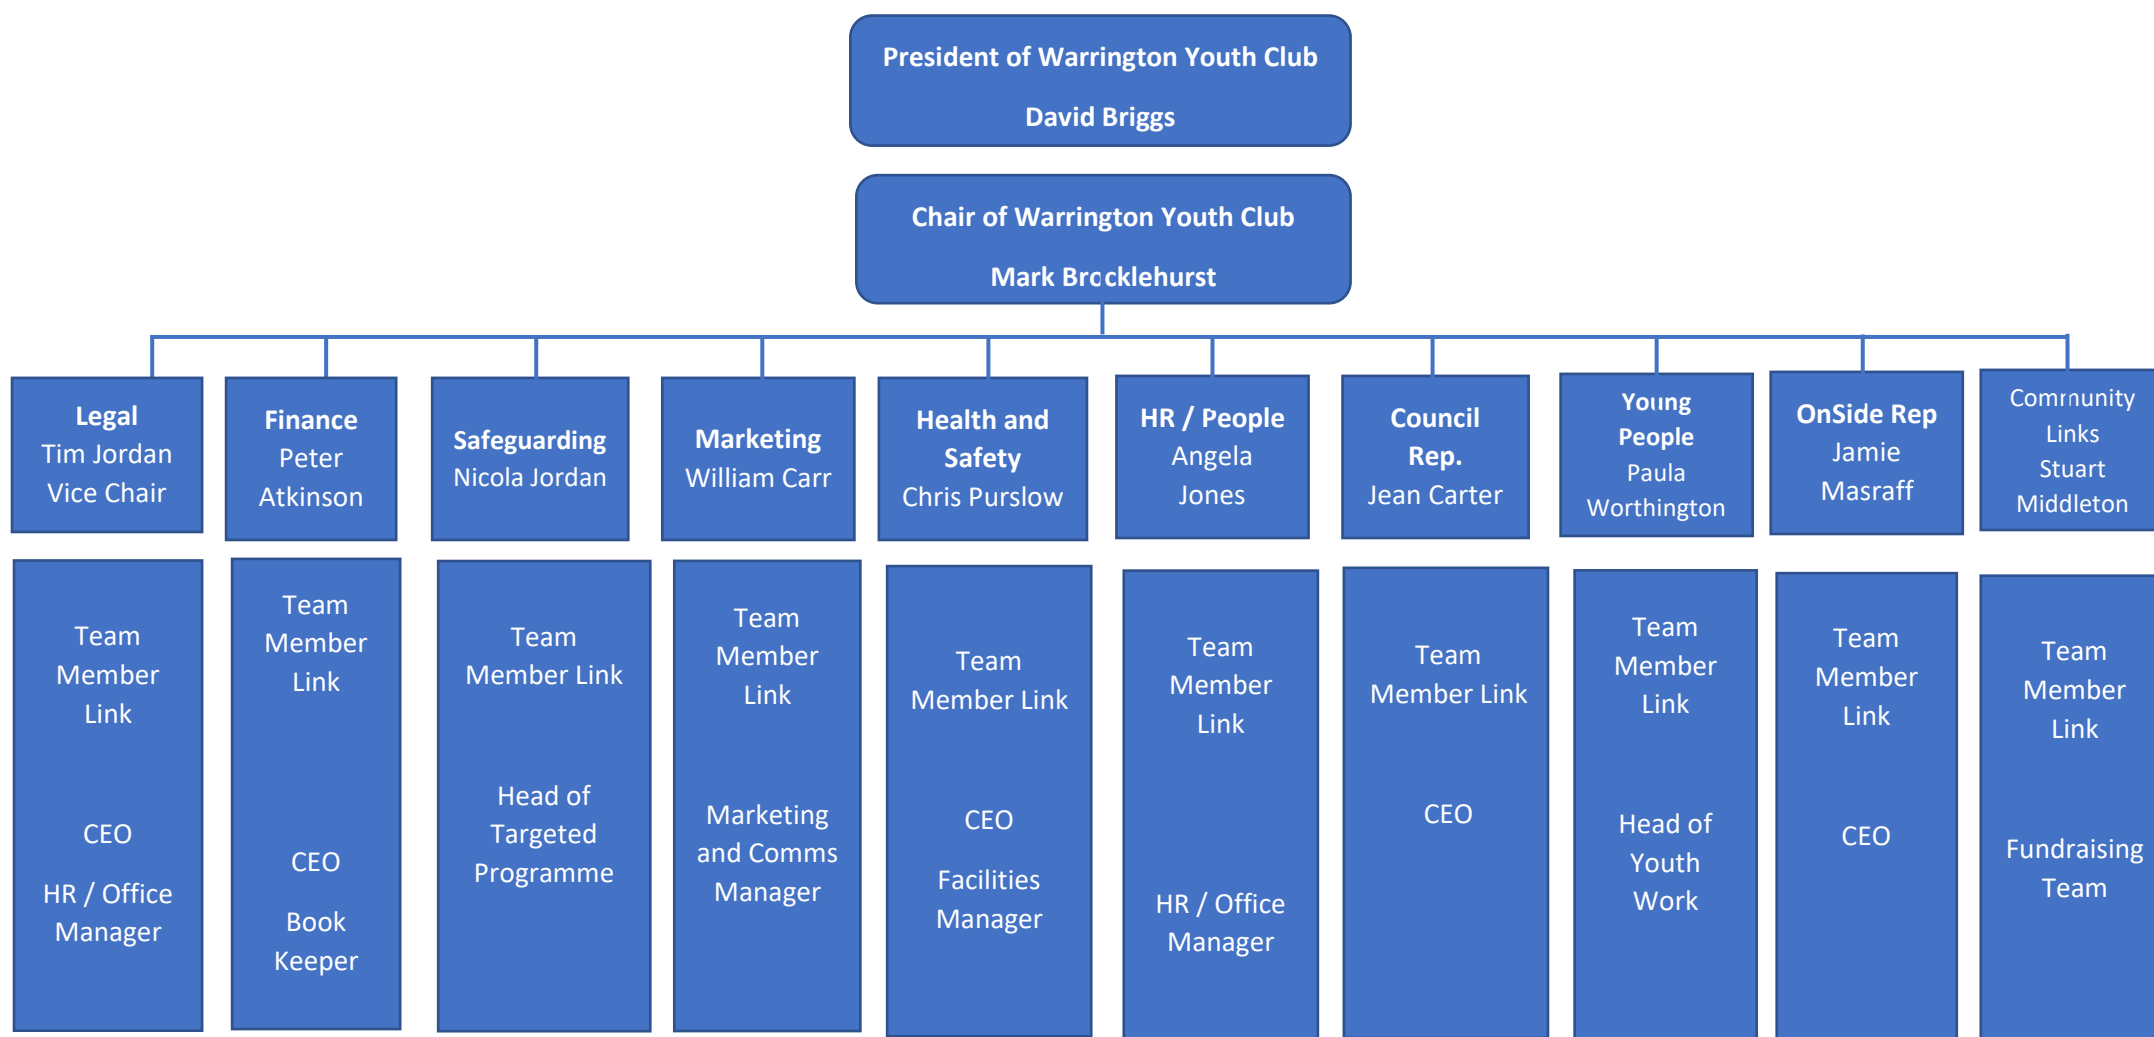 President of Warrington Youth Club
David Briggs
Chair of Warrington Youth Club
Mark Brocklehurst
Legal
Tim Jordan
Vice Chair
Finance
Peter
Atkinson
Safeguarding
Nicola Jordan
Marketing
William Carr
Health and
Safety
Chris Purslow
HR / People
Angela
Jones
Council
Rep.
Jean Carter
Young
People
Paula
Worthington
OnSide Rep
Jamie
Masraff
Community
Links
Stuart
Middleton
Team
Member
Link
CEO
HR / Office
Manager
Team
Member
Link
CEO
Book
Keeper
Team
Member Link
Head of
Targeted
Programme
Team
Member
Link
Marketing
and Comms
Manager
Team
Member Link
CEO
Facilities
Manager
Team
Member
Link
HR / Office
Manager
Team
Member Link
CEO
Team
Member
Link
Head of
Youth
Work
Team
Member
Link
CEO
Team
Member
Link
Fundraising
Team